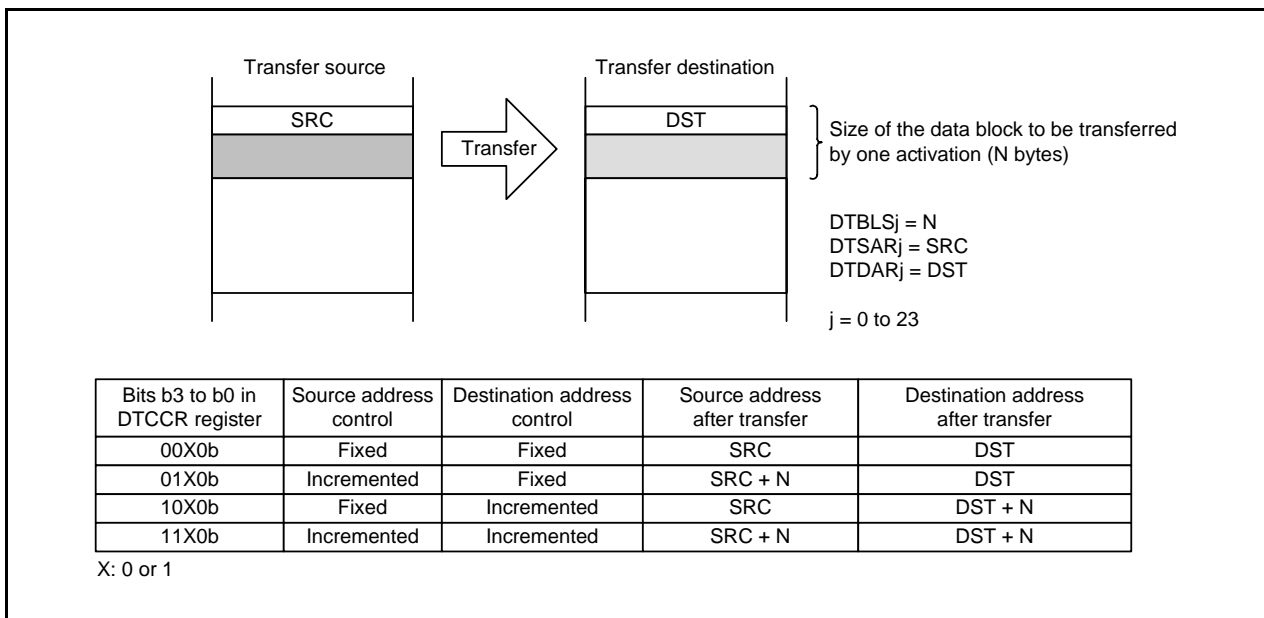 Transfer source
Transfer destination
SRC
DST
Transfer
Size of the data block to be transferred
by one activation (N bytes)
DTBLSj = N
DTSARj = SRC
DTDARj = DST
j = 0 to 23
Bits b3 to b0 in DTCCR register | Source address control | Destination address control | Source address after transfer | Destination address after transfer
00X0b | Fixed | Fixed | SRC | DST
01X0b | Incremented | Fixed | SRC + N | DST
10X0b | Fixed | Incremented | SRC | DST + N
11X0b | Incremented | Incremented | SRC + N | DST + N
X: 0 or 1